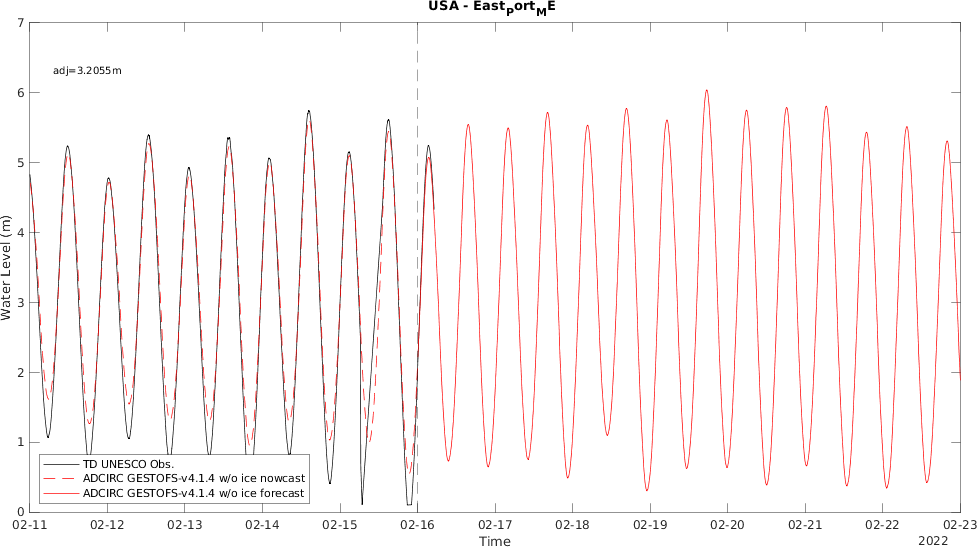 USA - EastPortME
7
adj=3.2055m
6
5
4
3
2
1
0
Water Level (m)
TD UNESCO Obs.
ADCIRC GESTOFS-v4.1.4 w/o ice nowcast
ADCIRC GESTOFS-v4.1.4 w/o ice forecast
02-11 02-12 02-13 02-14 02-15 02-16 02-17 02-18 02-19 02-20 02-21 02-22 02-23
Time
2022